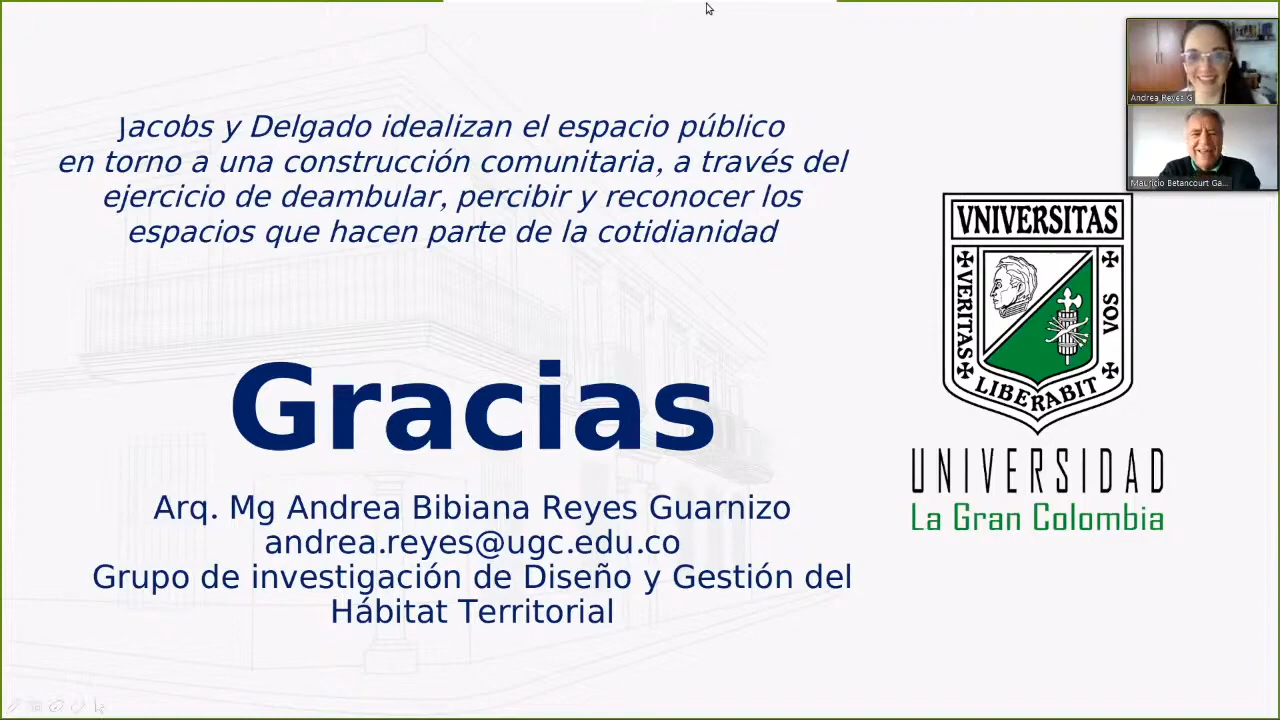 Jacobs y Delgado idealizan el espacio público
en torno a una construcción comunitaria, a través del
ejercicio de deambular, percibir y reconocer los
espacios que hacen parte de la cotidianidad
Gracias
Arq. Mg Andrea Bibiana Reyes Guarnizo
andrea.reyes@ugc.edu.co
Grupo de investigación de Diseño y Gestión del
Hábitat Territorial
Andrea Reyes G
Mauricio Betancourt Ga...
VNIVERSITAS
VERITAS
VOS
LIBERABIT
UNIVERSIDAD
La Gran Colombia